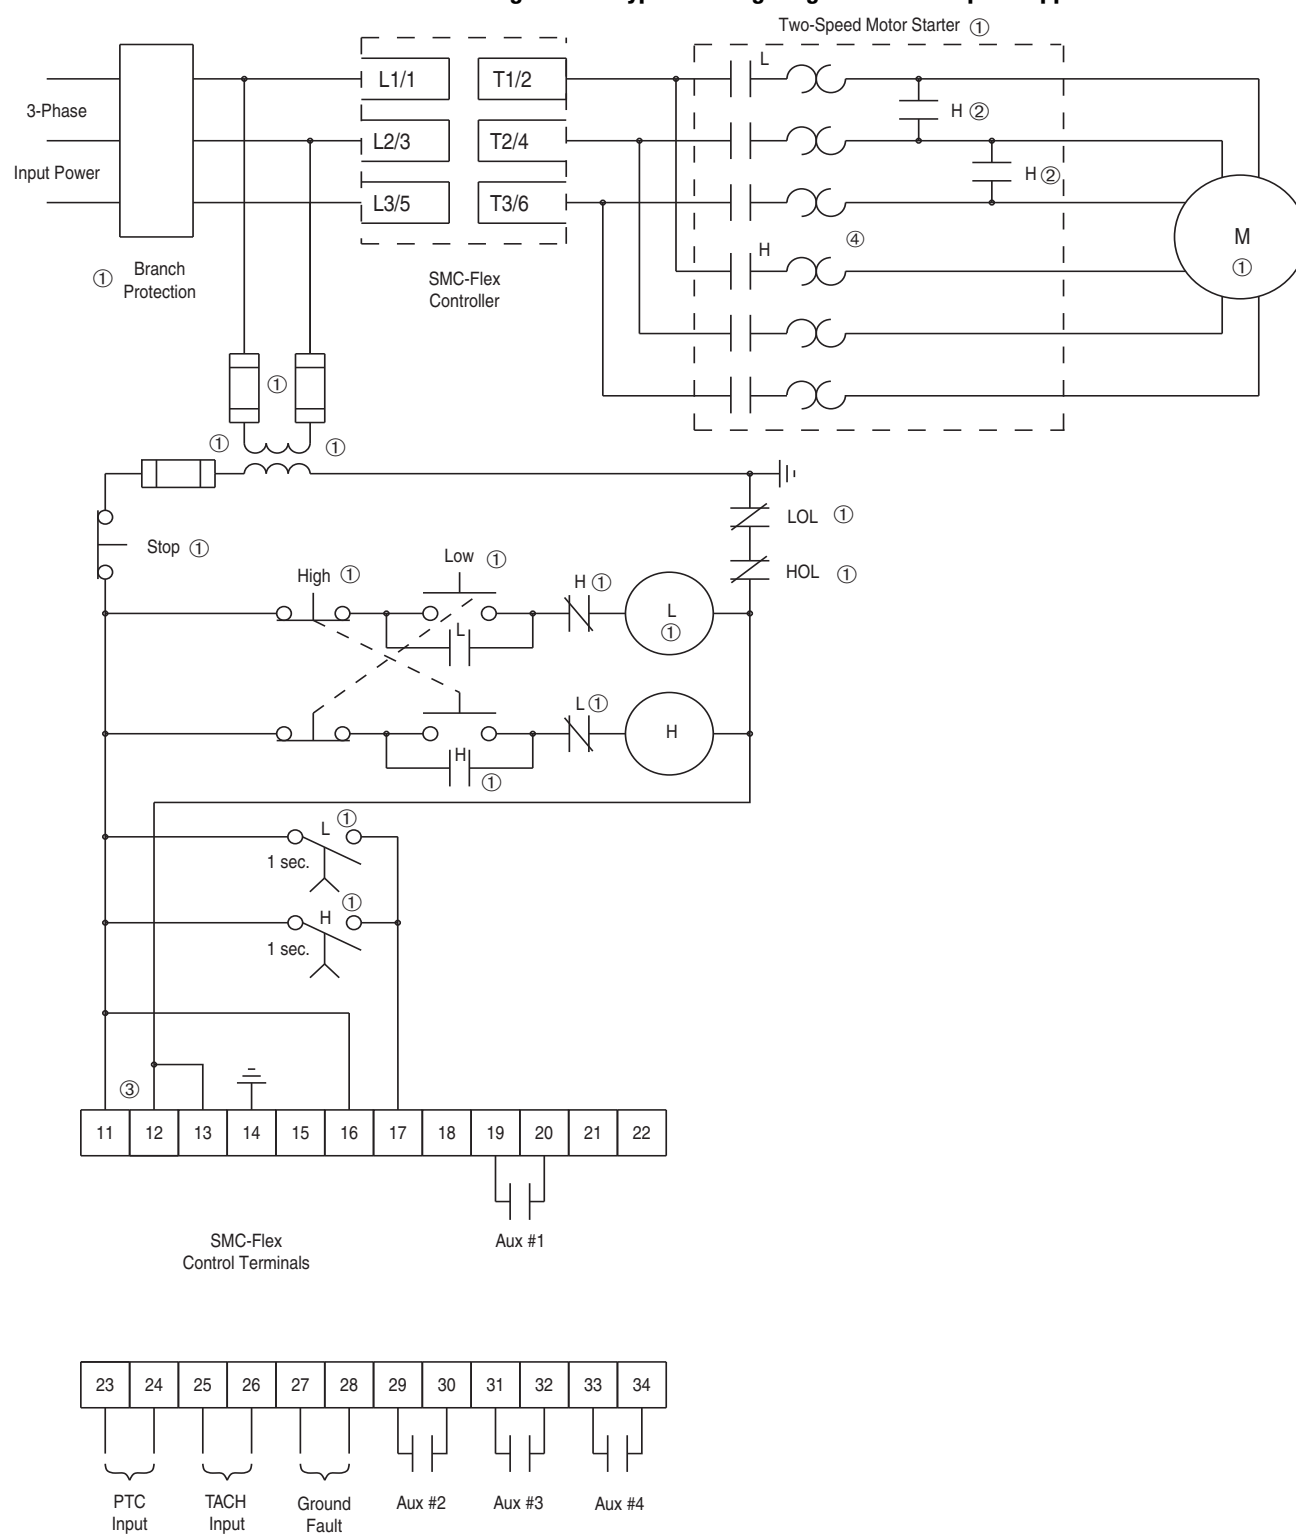 Two-Speed Motor Starter ①
L1/1 T1/2 L
3-Phase
H ②
L2/3 T2/4
Input Power
H ②
L3/5 T3/6
④
H
M
①
① Branch
Protection
SMC-Flex
Controller
①
① ①
LOL ①
Stop ①
Low ①
High ①
H ①
HOL ①
L
①
L
L ①
H
H
①
L ①
1 sec.
H ①
1 sec.
③
11 12 13 14 15 16 17 18 19 20 21 22
SMC-Flex
Control Terminals
Aux #1
23 24 25 26 27 28 29 30 31 32 33 34
PTC
Input
TACH
Input
Ground
Fault
Aux #2 Aux #3 Aux #4